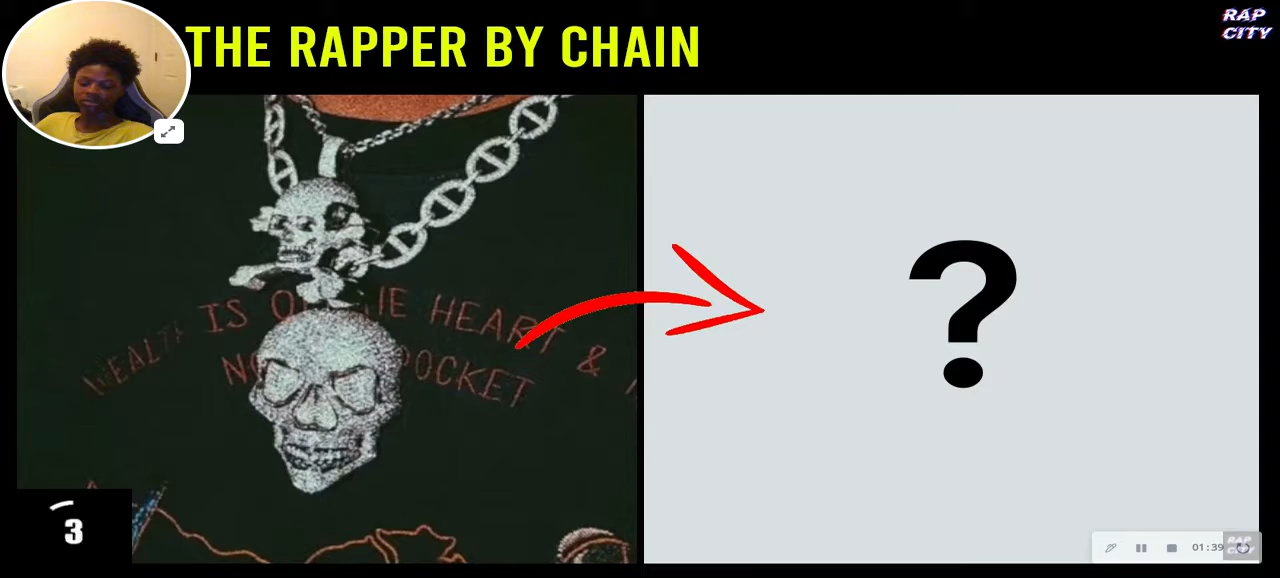 THE RAPPER BY CHAIN
RAP
CITY
IS HEART &
POCKET
3
01:39